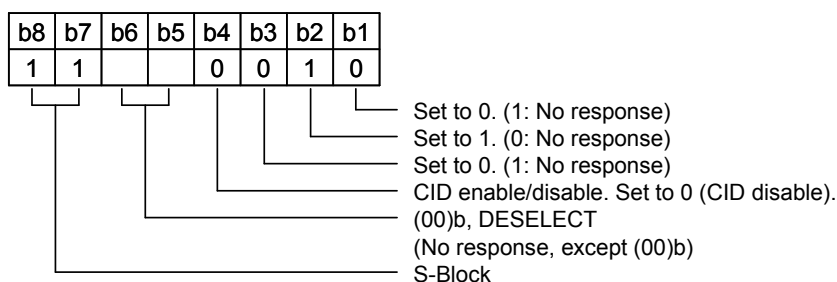 b8 b7 b6 b5 b4 b3 b2 b1
1 1 0 0 1 0
Set to 0. (1: No response)
Set to 1. (0: No response)
Set to 0. (1: No response)
CID enable/disable. Set to 0 (CID disable).
(00)b, DESELECT
(No response, except (00)b)
S-Block